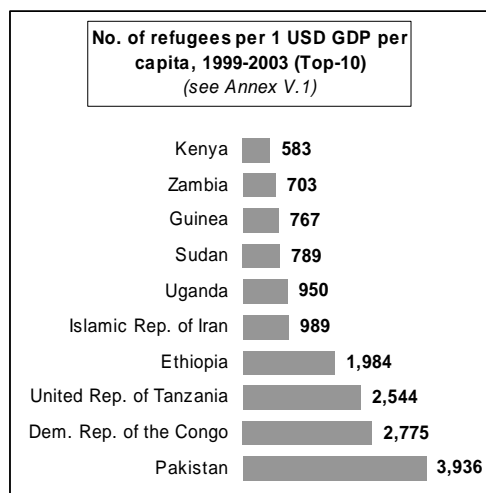 No. of refugees per 1 USD GDP per
capita, 1999-2003 (Top-10)
(see Annex V.1)
Kenya 583
Zambia 703
Guinea 767
Sudan 789
Uganda 950
Islamic Rep. of Iran 989
Ethiopia 1,984
United Rep. of Tanzania 2,544
Dem. Rep. of the Congo 2,775
Pakistan 3,936